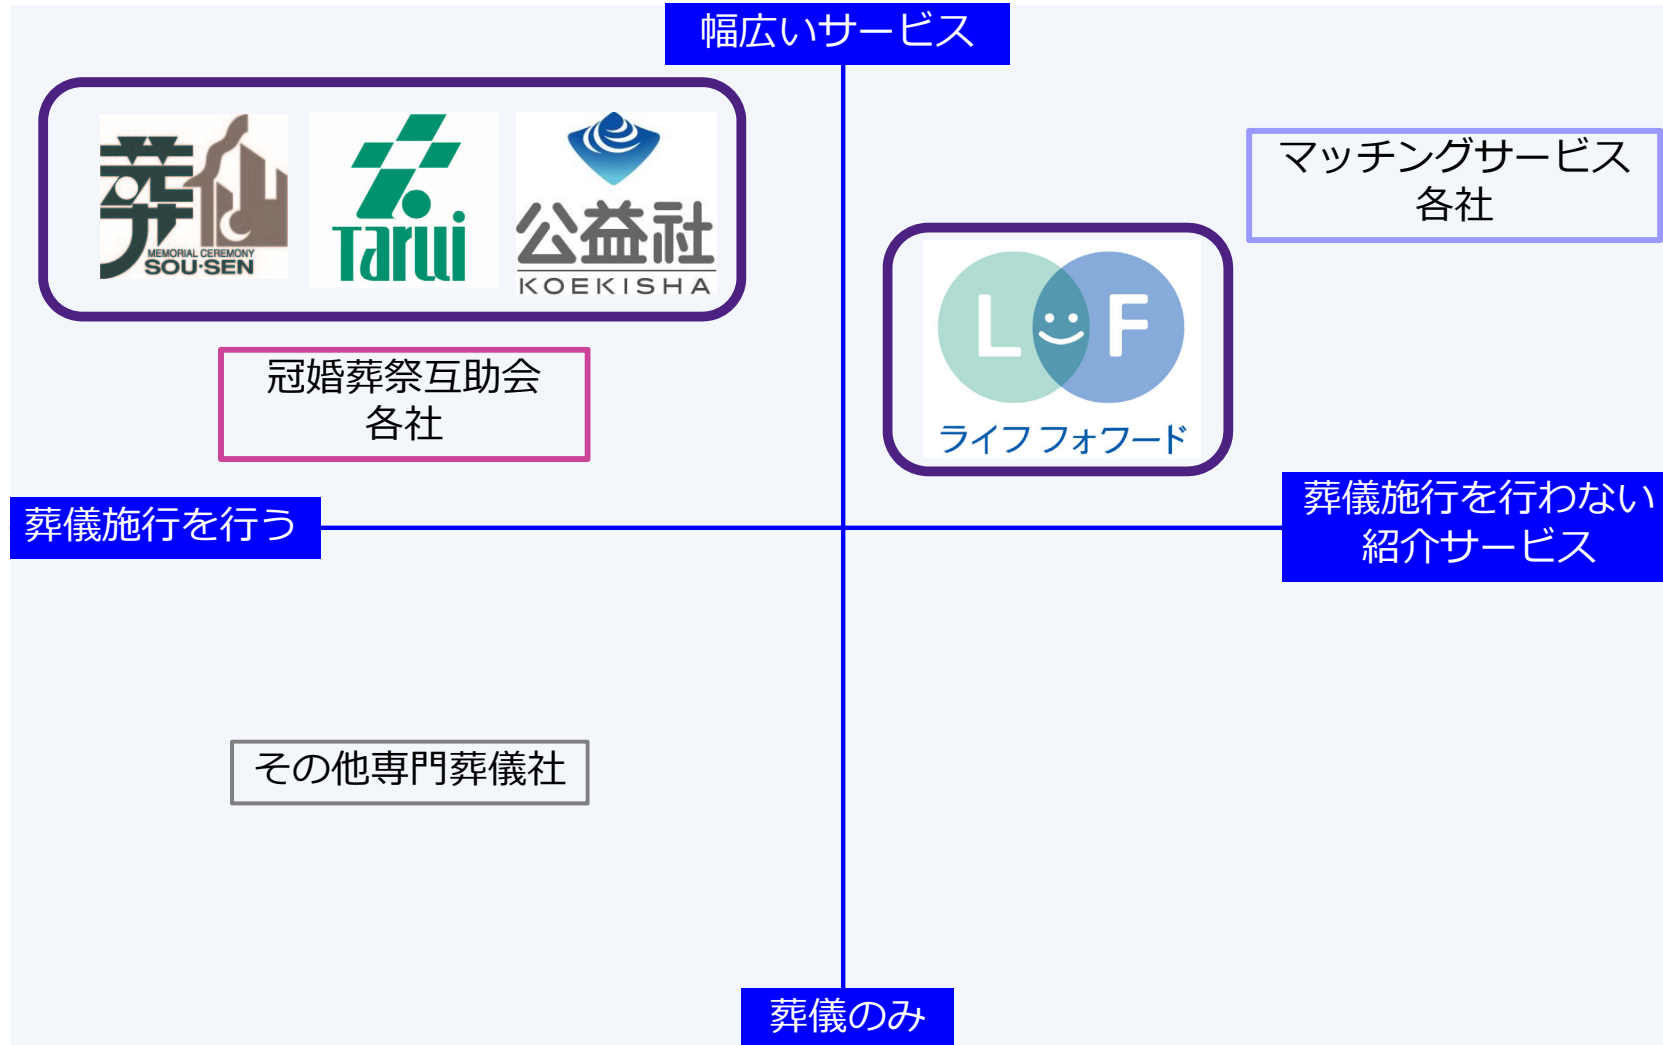 幅広いサービス
葬仙
MEMORIAL CEREMONY
SOU·SEN
Tarui
公益社
KOEKISHA
マッチングサービス
各社
L F
ライフ フォワード
冠婚葬祭互助会
各社
葬儀施行を行う
葬儀施行を行わない
紹介サービス
その他専門葬儀社
葬儀のみ